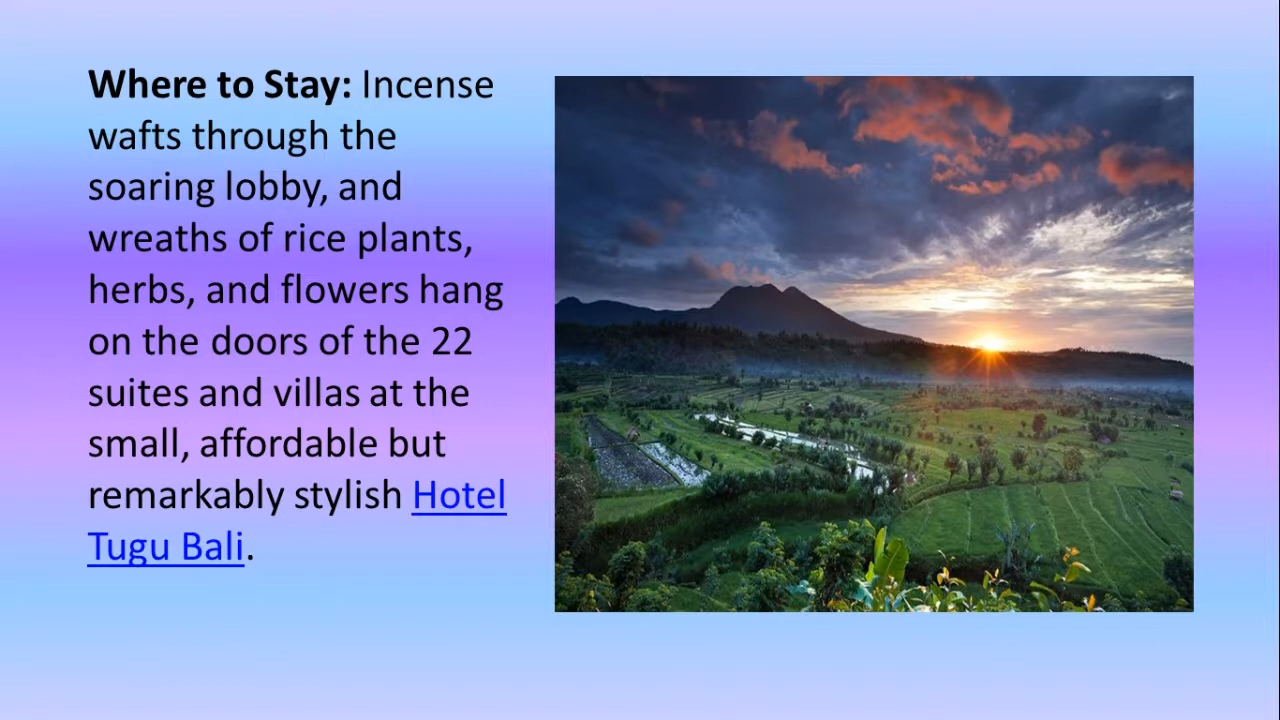 Where to Stay: Incense
wafts through the
soaring lobby, and
wreaths of rice plants,
herbs, and flowers hang
on the doors of the 22
suites and villas at the
small, affordable but
remarkably stylish Hotel
Tugu Bali.